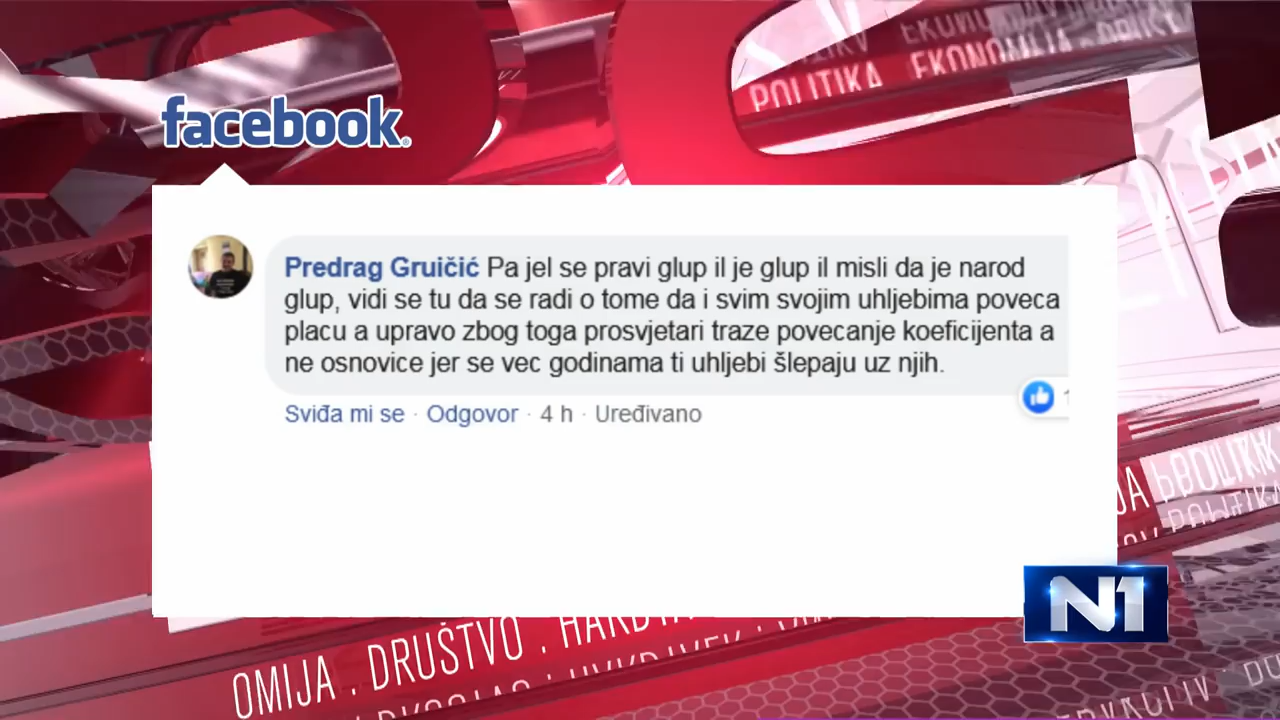 EKONOMIJA
POLITIKA EKONOMIJA
facebook.
Predrag Gruičić Pa jel se pravi glup il je glup il misli da je narod
glup, vidi se tu da se radi o tome da i svim svojim uhljebima poveca
placu a upravo zbog toga prosvjetari traze povecanje koeficijenta a
ne osnovice jer se vec godinama ti uhljebi šlepaju uz njih.
Sviđa mi se · Odgovor · 4 h · Uređivano
1
POLITIKA
N1
OMIJA . DRUŠTVO .